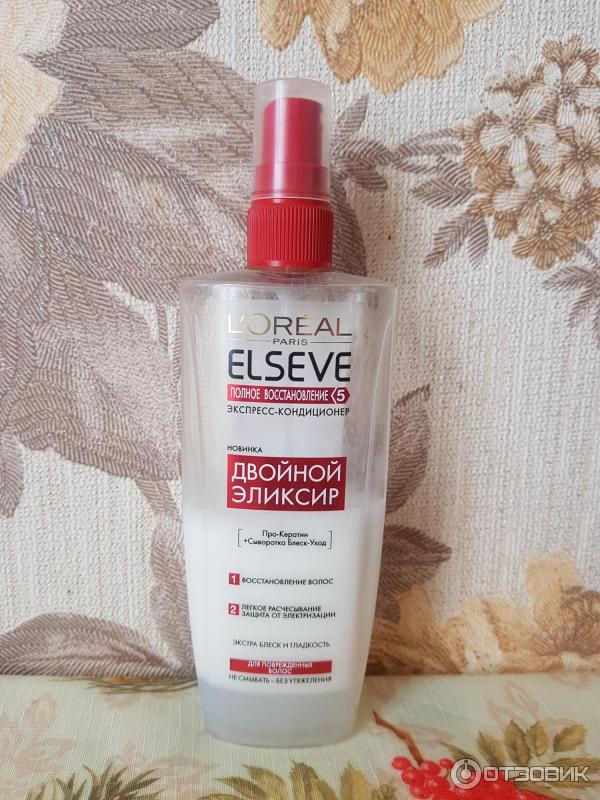 L'ORÉAL
PARIS
ELSEVE
ПОЛНОЕ ВОССТАНОВЛЕНИЕ 5
ЭКСПРЕСС-КОНДИЦИОНЕР
НОВИНКА
ДВОЙНОЙ
ЭЛИКСИР
Про-Кератин
+Сыворотка Блеск-Уход
1 ВОССТАНОВЛЕНИЕ ВОЛОС
2 ЛЕГКОЕ РАСЧЕСЫВАНИЕ
ЗАЩИТА ОТ ЭЛЕКТРИЗАЦИИ
ЭКСТРА БЛЕСК И ГЛАДКОСТЬ
ДЛЯ ПОВРЕЖДЕННЫХ
ВОЛОС
НЕ СМЫВАТЬ – БЕЗ УТЯЖЕЛЕНИЯ
ОТЗОВИК